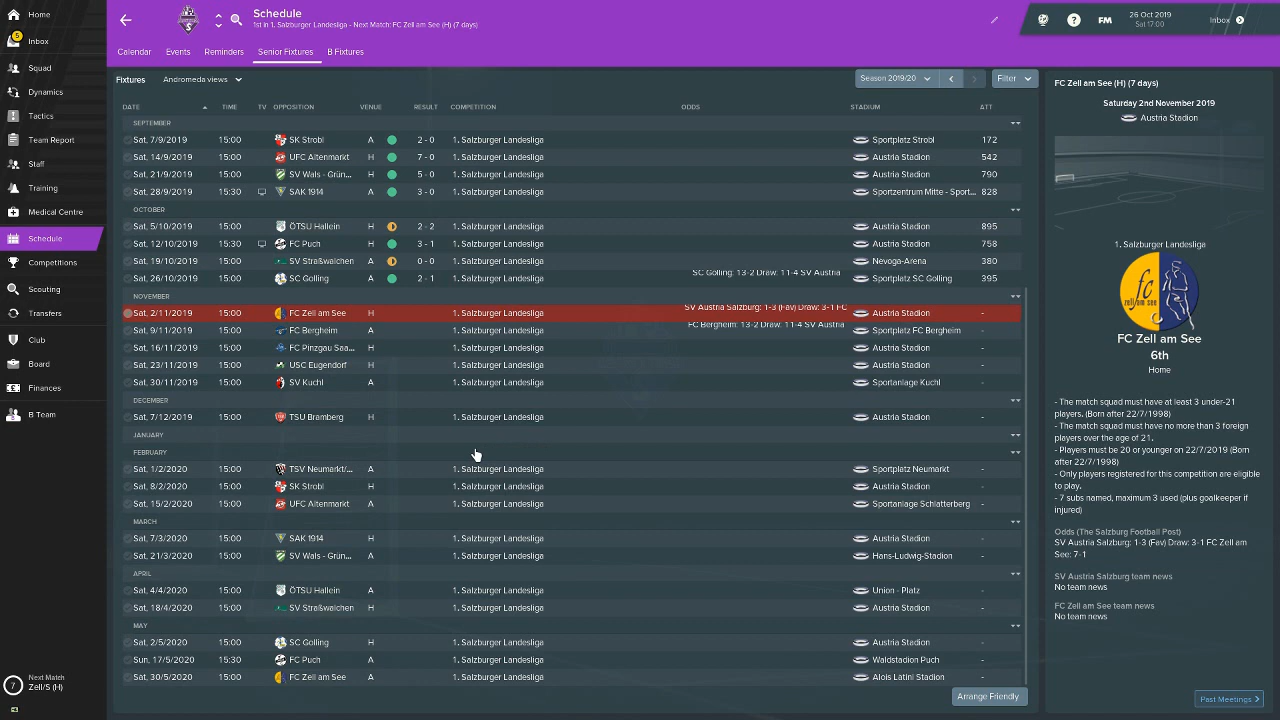 Home
5
Inbox
Squad
Dynamics
Tactics
Team Report
Staff
Training
Medical Centre
Schedule
Competitions
Scouting
Transfers
Club
Board
Finances
B Team
7
Next Match
Zell/S (H)
Schedule
1st in 1. Salzburger Landesliga - Next Match: FC Zell am See (H) (7 days)
? FM 26 Oct 2019 Sat 17:00 Inbox
Calendar Events Reminders Senior Fixtures B Fixtures
Fixtures Andromeda views Season 2019/20 Filter
DATE TIME TV OPPOSITION VENUE RESULT COMPETITION ODDS STADIUM ATT
SEPTEMBER
Sat, 7/9/2019 15:00 SK Strobl A 2 - 0 1. Salzburger Landesliga Sportplatz Strobl 172
Sat, 14/9/2019 15:00 UFC Altenmarkt H 7 - 0 1. Salzburger Landesliga Austria Stadion 542
Sat, 21/9/2019 15:00 SV Wals - Grün... H 5 - 0 1. Salzburger Landesliga Austria Stadion 790
Sat, 28/9/2019 15:30 SAK 1914 A 3 - 0 1. Salzburger Landesliga Sportzentrum Mitte - Sport... 828
OCTOBER
Sat, 5/10/2019 15:00 ÖTSU Hallein H 2 - 2 1. Salzburger Landesliga Austria Stadion 895
Sat, 12/10/2019 15:30 FC Puch H 3 - 1 1. Salzburger Landesliga Austria Stadion 758
Sat, 19/10/2019 15:00 SV Straßwalchen A 0 - 0 1. Salzburger Landesliga Nevoga-Arena 380
Sat, 26/10/2019 15:00 SC Golling A 2 - 1 1. Salzburger Landesliga SC Golling: 13-2 Draw: 11-4 SV Austria Sportplatz SC Golling 395
NOVEMBER
Sat, 2/11/2019 15:00 FC Zell am See H 1. Salzburger Landesliga SV Austria Salzburg: 1-3 (Fav) Draw: 3-1 FC Austria Stadion -
Sat, 9/11/2019 15:00 FC Bergheim A 1. Salzburger Landesliga FC Bergheim: 13-2 Draw: 11-4 SV Austria Sportplatz FC Bergheim -
Sat, 16/11/2019 15:00 FC Pinzgau Saa... H 1. Salzburger Landesliga Austria Stadion -
Sat, 23/11/2019 15:00 USC Eugendorf H 1. Salzburger Landesliga Austria Stadion -
Sat, 30/11/2019 15:00 SV Kuchl A 1. Salzburger Landesliga Sportanlage Kuchl -
DECEMBER
Sat, 7/12/2019 15:00 TSU Bramberg H 1. Salzburger Landesliga Austria Stadion -
JANUARY
FEBRUARY
Sat, 1/2/2020 15:00 TSV Neumarkt/... A 1. Salzburger Landesliga Sportplatz Neumarkt -
Sat, 8/2/2020 15:00 SK Strobl H 1. Salzburger Landesliga Austria Stadion -
Sat, 15/2/2020 15:00 UFC Altenmarkt A 1. Salzburger Landesliga Sportanlage Schlatterberg -
MARCH
Sat, 7/3/2020 15:00 SAK 1914 H 1. Salzburger Landesliga Austria Stadion -
Sat, 21/3/2020 15:00 SV Wals - Grün... A 1. Salzburger Landesliga Hans-Ludwig-Stadion -
APRIL
Sat, 4/4/2020 15:00 ÖTSU Hallein A 1. Salzburger Landesliga Union - Platz -
Sat, 18/4/2020 15:00 SV Straßwalchen H 1. Salzburger Landesliga Austria Stadion -
MAY
Sat, 2/5/2020 15:00 SC Golling H 1. Salzburger Landesliga Austria Stadion -
Sun, 17/5/2020 15:30 FC Puch A 1. Salzburger Landesliga Waldstadion Puch -
Sat, 30/5/2020 15:00 FC Zell am See A 1. Salzburger Landesliga Alois Latini Stadion -
Arrange Friendly
FC Zell am See (H) (7 days)
Saturday 2nd November 2019
Austria Stadion
1. Salzburger Landesliga
fc
zell am see
FC Zell am See
6th
Home
- The match squad must have at least 3 under-21
players. (Born after 22/7/1998)
- The match squad must have no more than 3 foreign
players over the age of 21.
- Players must be 20 or younger on 22/7/2019 (Born
after 22/7/1998)
- Only players registered for this competition are eligible
to play.
- 7 subs named, maximum 3 used (plus goalkeeper if
injured)
Odds (The Salzburg Football Post)
SV Austria Salzburg: 1-3 (Fav) Draw: 3-1 FC Zell am
See: 7-1
SV Austria Salzburg team news
No team news
FC Zell am See team news
No team news
Past Meetings